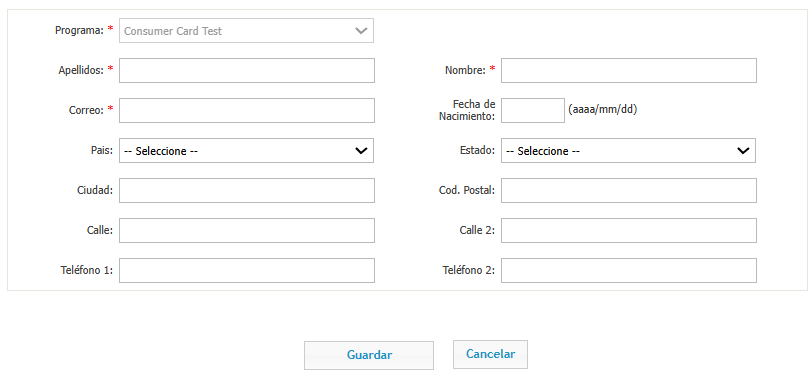 Programa: * Consumer Card Test
Apellidos: * Nombre: *
Correo: * Fecha de Nacimiento: (aaaa/mm/dd)
Pais: -- Seleccione -- Estado: -- Seleccione --
Ciudad: Cod. Postal:
Calle: Calle 2:
Teléfono 1: Teléfono 2:
Guardar Cancelar